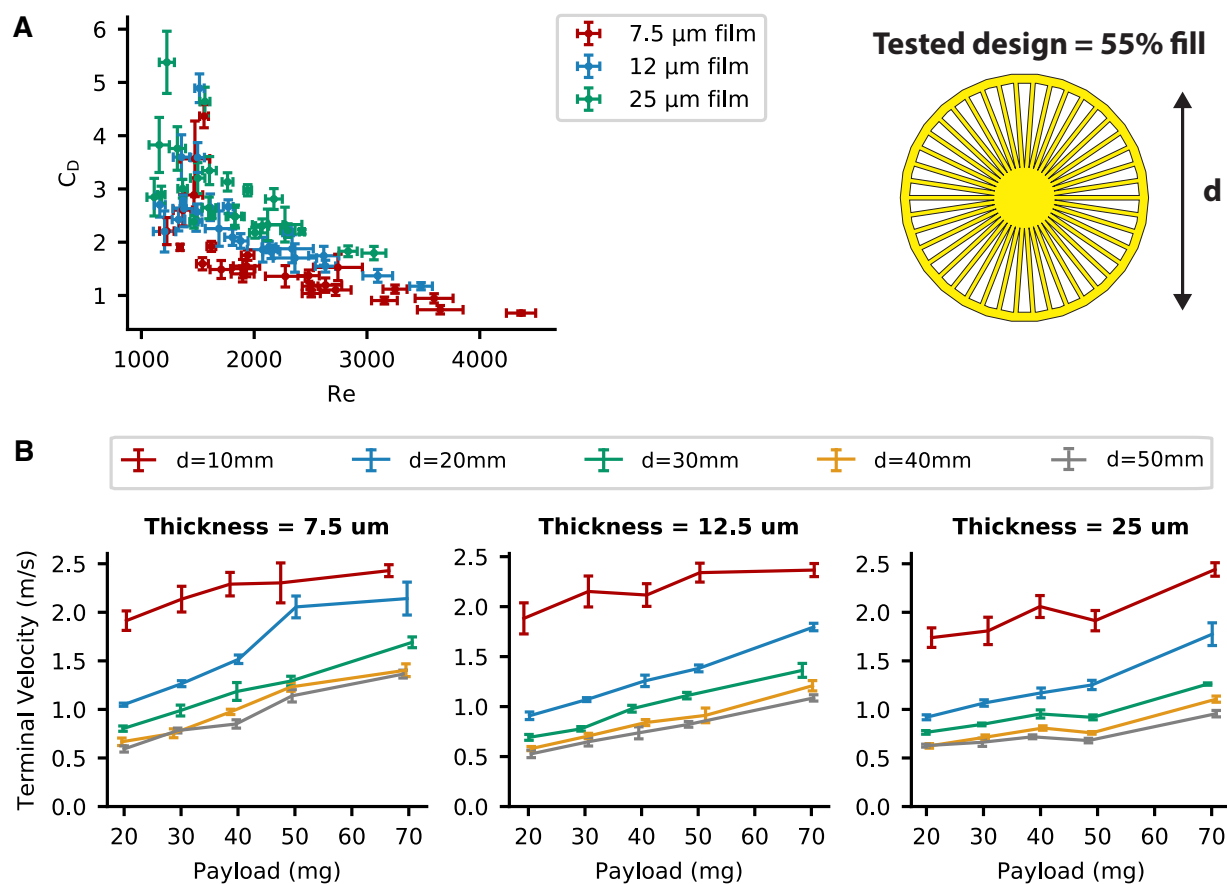 A
6
5
4
3
2
1
C_D
1000 2000 3000 4000
Re
7.5 μm film
12 μm film
25 μm film
Tested design = 55% fill
d
B
d=10mm d=20mm d=30mm d=40mm d=50mm
Thickness = 7.5 um
Thickness = 12.5 um
Thickness = 25 um
Terminal Velocity (m/s)
2.5
2.0
1.5
1.0
0.5
0.0
20 30 40 50 60 70
Payload (mg)
2.5
2.0
1.5
1.0
0.5
0.0
20 30 40 50 60 70
Payload (mg)
2.5
2.0
1.5
1.0
0.5
0.0
20 30 40 50 60 70
Payload (mg)